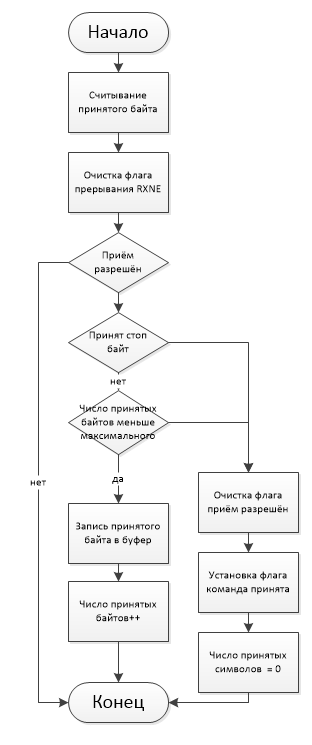 Начало
Считывание
принятого байта
Очистка флага
прерывания RXNE
Приём
разрешён
Принят стоп
байт
нет
Число принятых
байтов меньше
максимального
да
нет
Запись принятого
байта в буфер
Число принятых
байтов++
Очистка флага
приём разрешён
Установка флага
команда принята
Число принятых
символов = 0
Конец